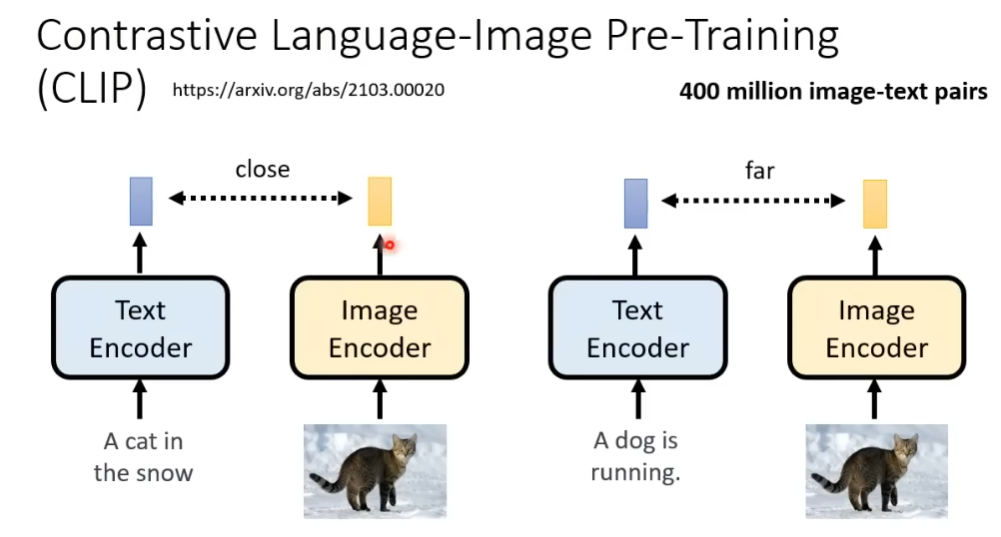 Contrastive Language-Image Pre-Training
(CLIP) https://arxiv.org/abs/2103.00020 400 million image-text pairs
close far
Text
Encoder
Image
Encoder
Text
Encoder
Image
Encoder
A cat in
the snow
A dog is
running.